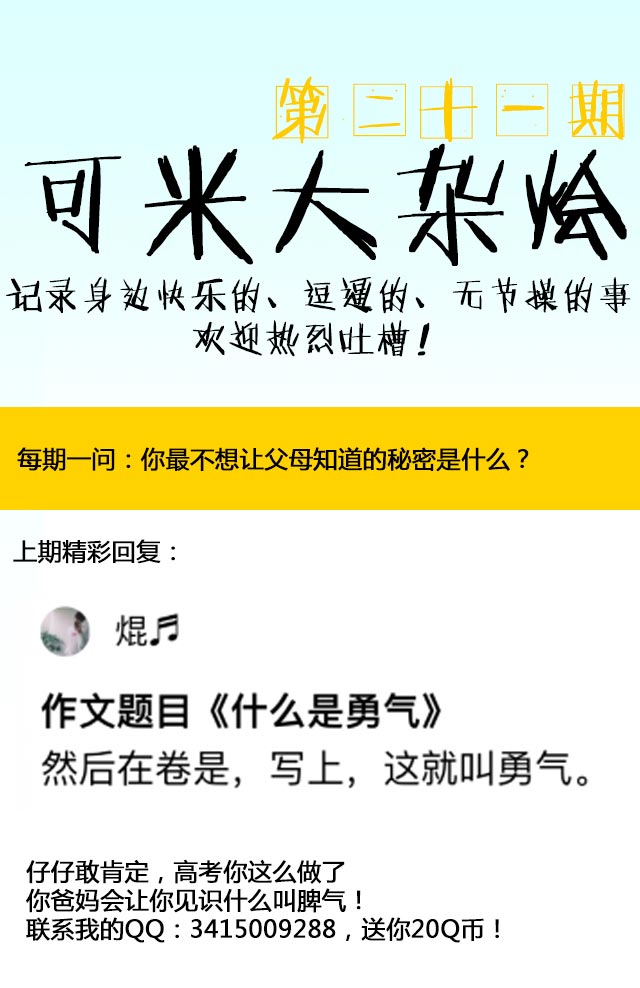 第二十一期
可米大杂烩
记录身边快乐的、逗逼的、无节操的事
欢迎热烈吐槽！
每期一问：你最不想让父母知道的秘密是什么？
上期精彩回复：
焜♬
作文题目《什么是勇气》
然后在卷是，写上，这就叫勇气。
仔仔敢肯定，高考你这么做了
你爸妈会让你见识什么叫脾气！
联系我的QQ：3415009288，送你20Q币！